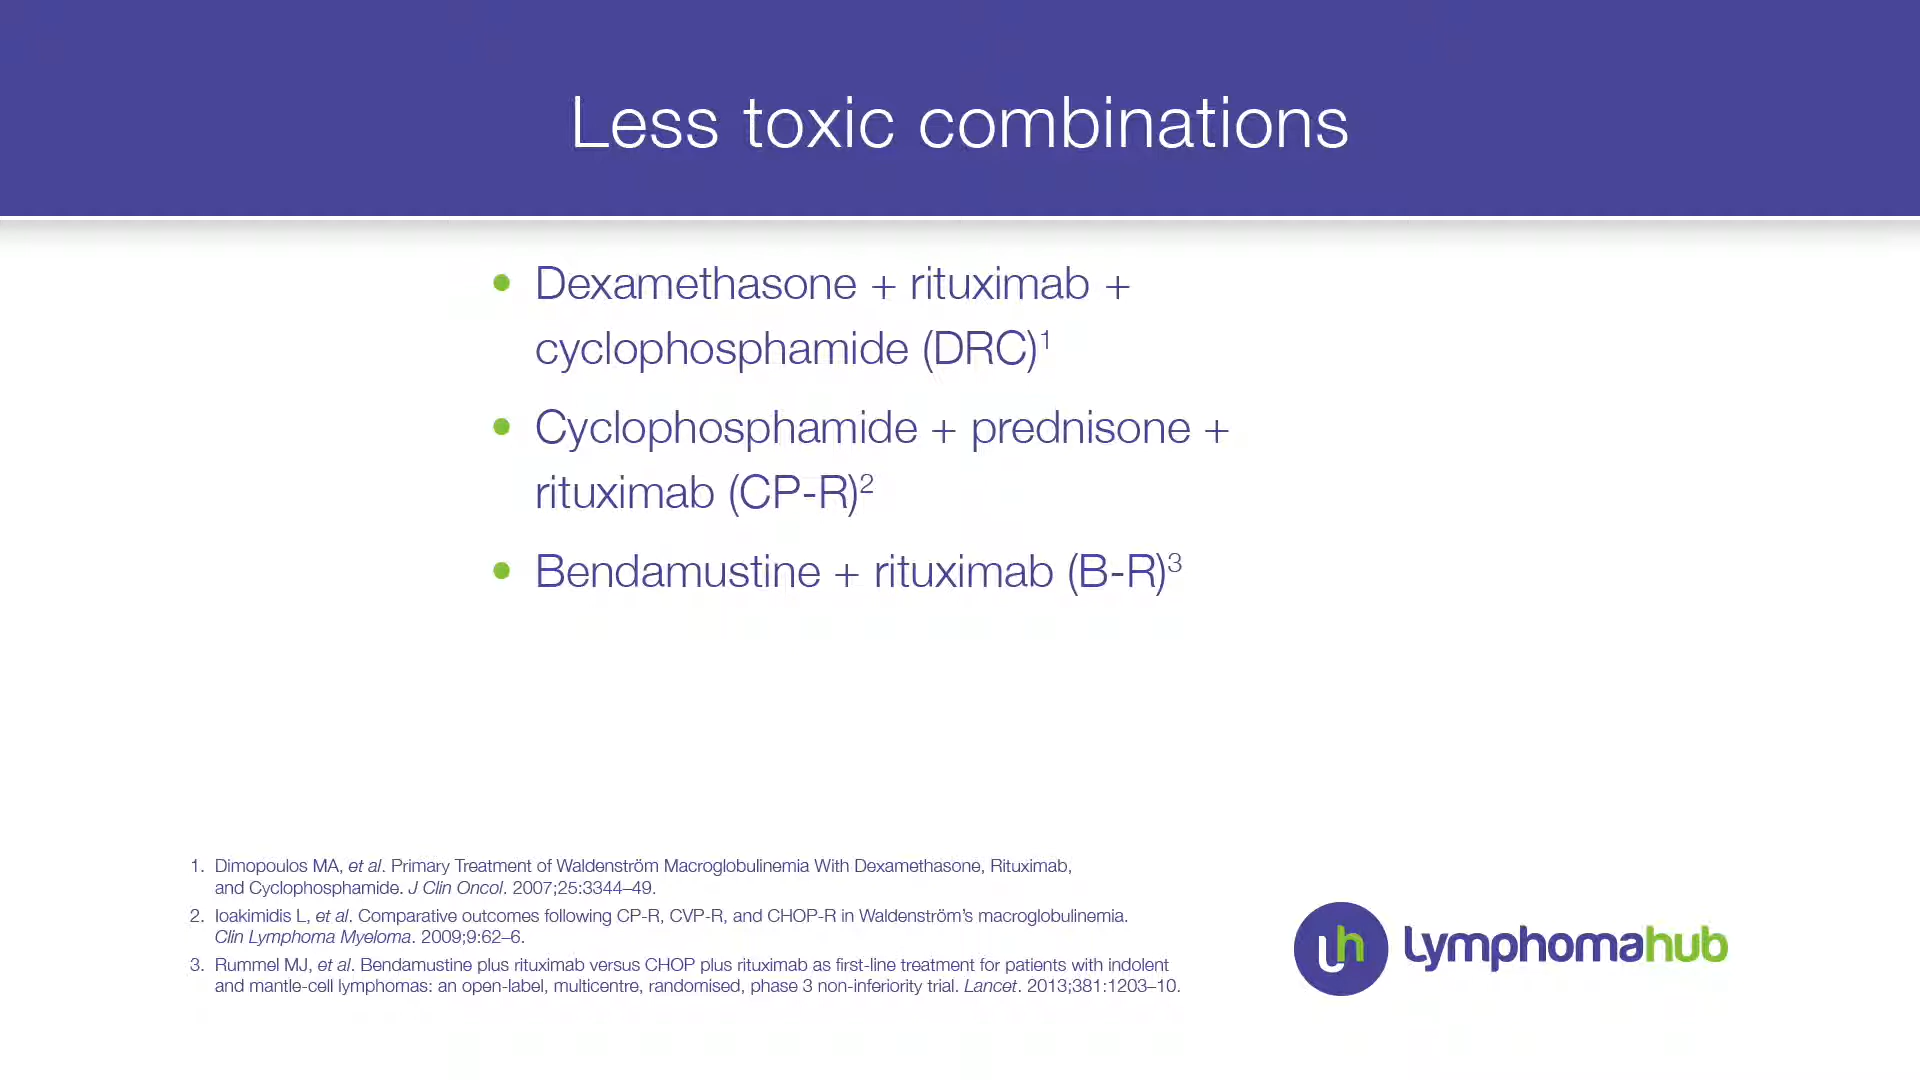 Less toxic combinations
• Dexamethasone + rituximab +
cyclophosphamide (DRC)¹
• Cyclophosphamide + prednisone +
rituximab (CP-R)²
• Bendamustine + rituximab (B-R)³
1. Dimopoulos MA, et al. Primary Treatment of Waldenström Macroglobulinemia With Dexamethasone, Rituximab,
and Cyclophosphamide. J Clin Oncol. 2007;25:3344–49.
2. Ioakimidis L, et al. Comparative outcomes following CP-R, CVP-R, and CHOP-R in Waldenström’s macroglobulinemia.
Clin Lymphoma Myeloma. 2009;9:62–6.
3. Rummel MJ, et al. Bendamustine plus rituximab versus CHOP plus rituximab as first-line treatment for patients with indolent
and mantle-cell lymphomas: an open-label, multicentre, randomised, phase 3 non-inferiority trial. Lancet. 2013;381:1203–10.
lh lymphomahub